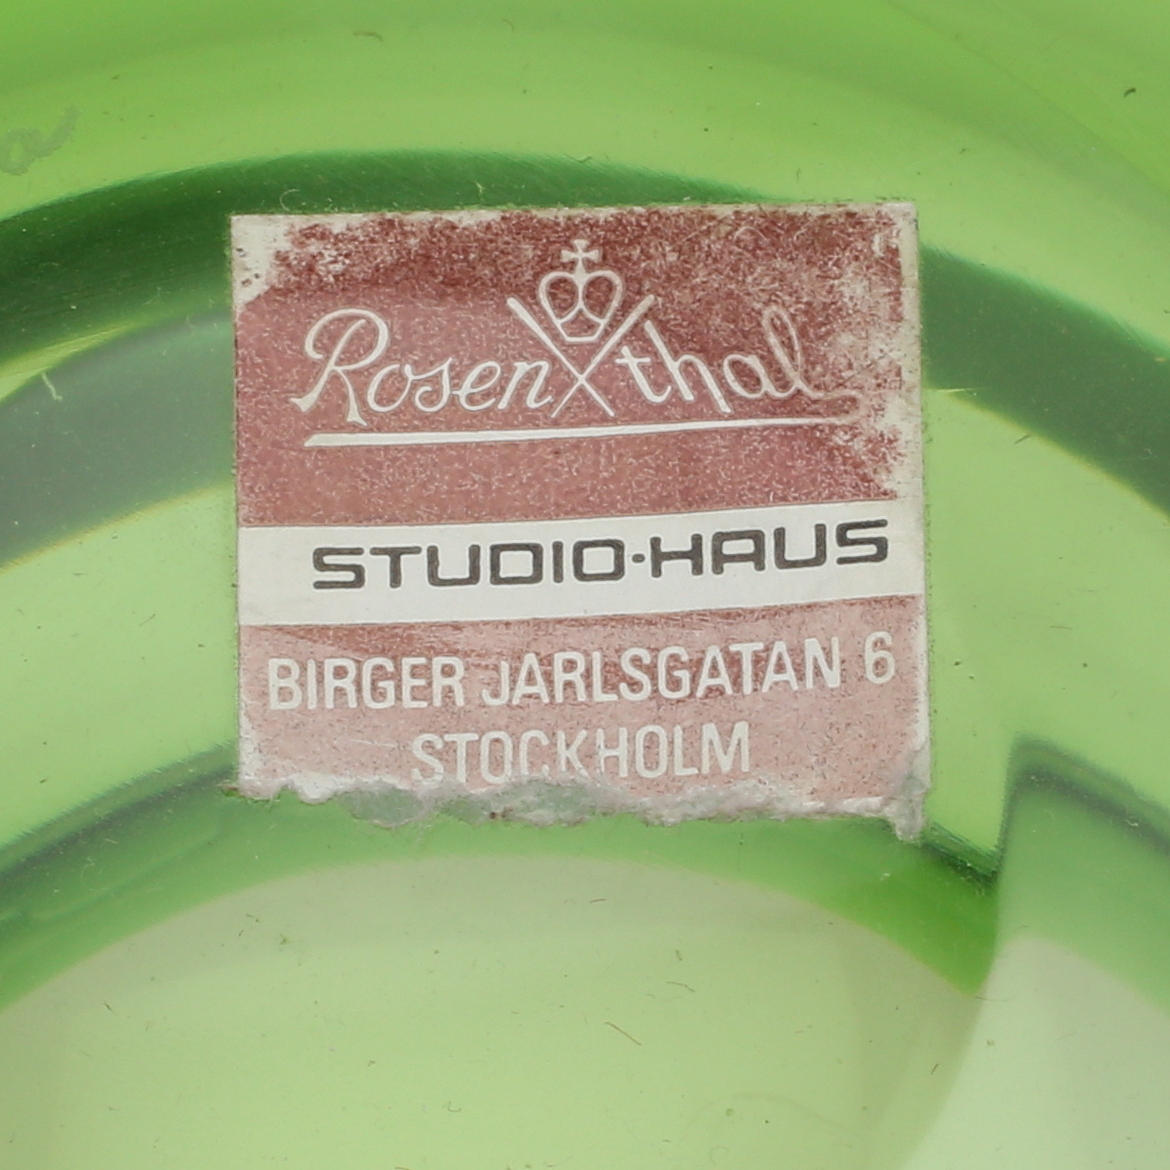 Rosenthal
STUDIO·HAUS
BIRGER JARLSGATAN 6
STOCKHOLM